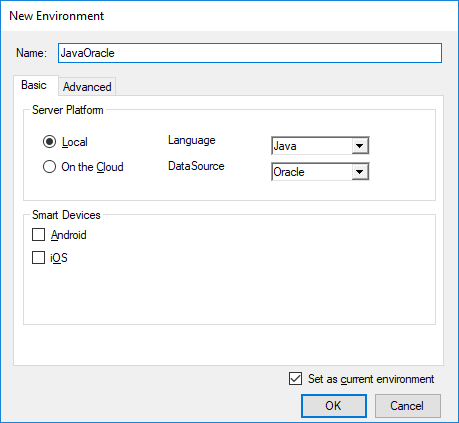 New Environment
Name: JavaOracle
Basic Advanced
Server Platform
Local Language Java
On the Cloud DataSource Oracle
Smart Devices
Android
iOS
Set as current environment
OK Cancel